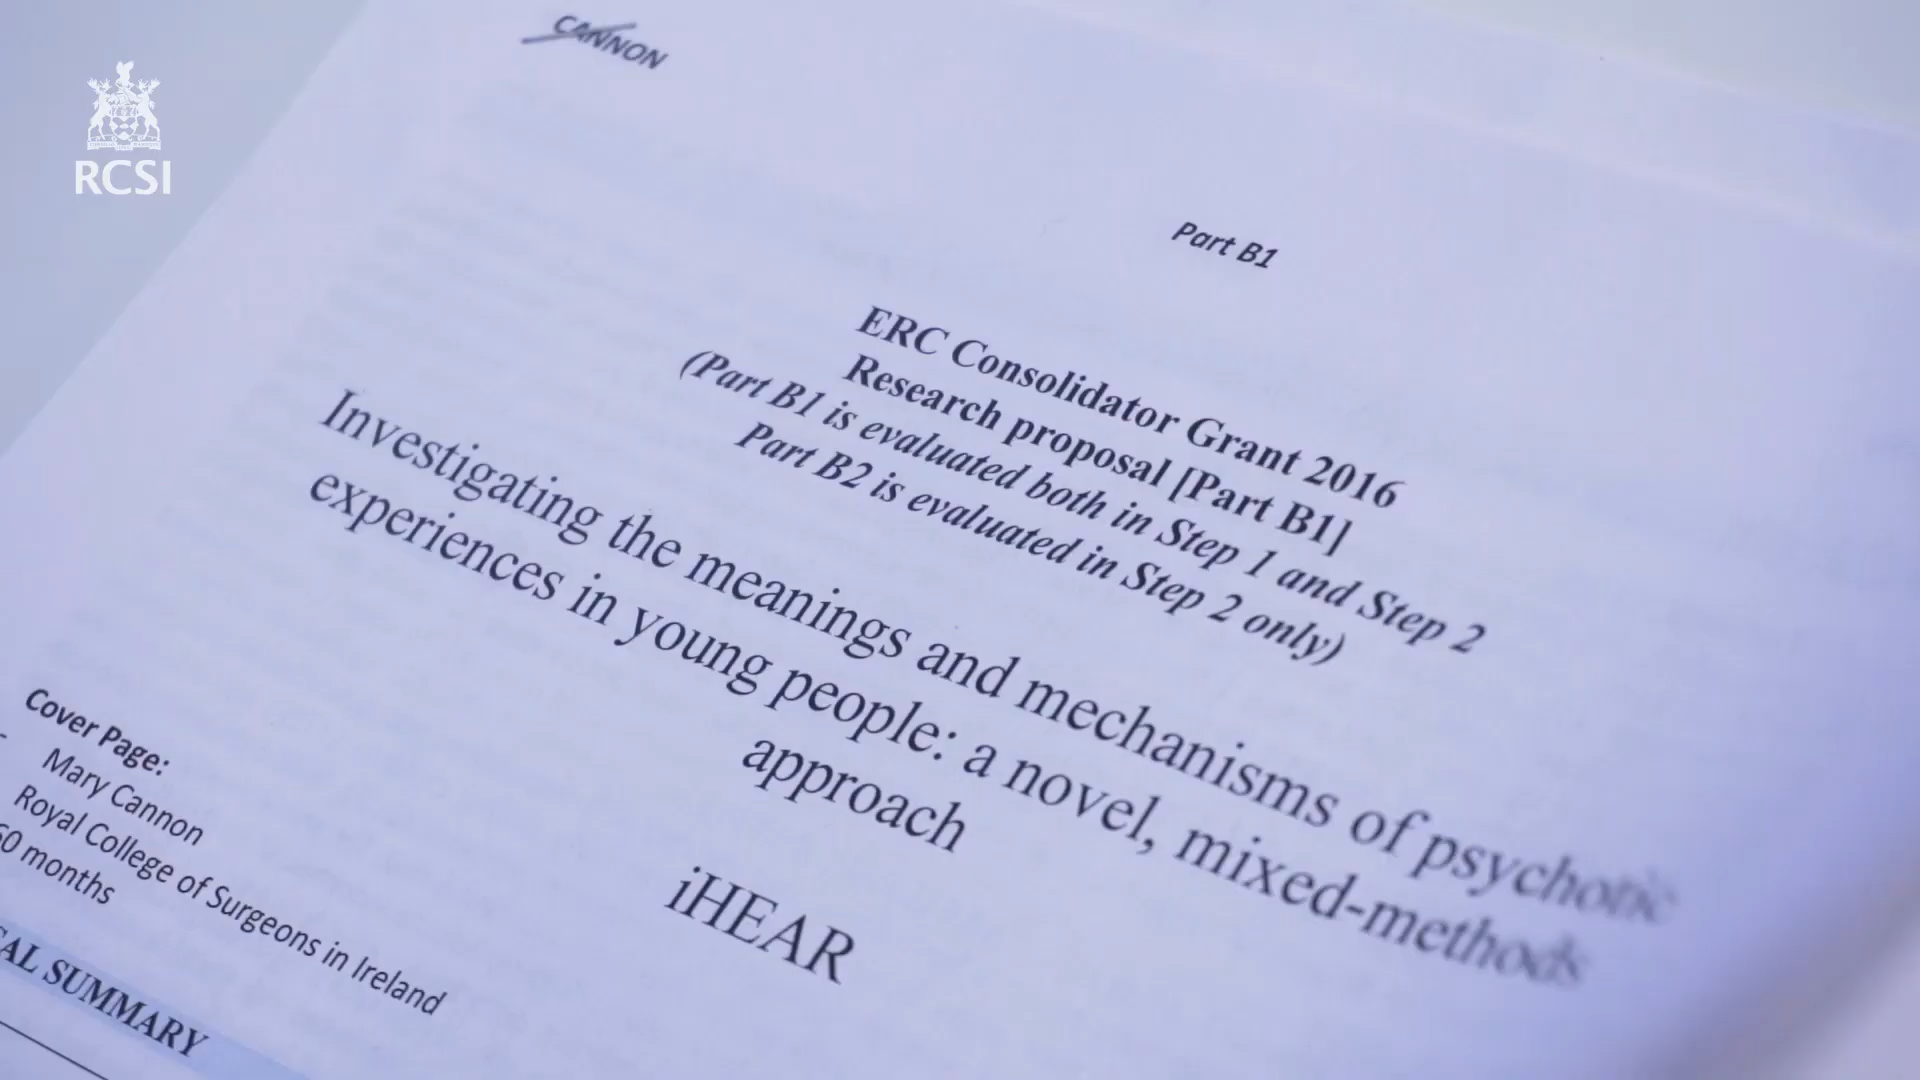 RCSI
CANNON
Part B1
ERC Consolidator Grant 2016
Research proposal [Part B1]
(Part B1 is evaluated both in Step 1 and Step 2
Part B2 is evaluated in Step 2 only)
Investigating the meanings and mechanisms of psychotic
experiences in young people: a novel, mixed-methods
approach
iHEAR
Cover Page:
Mary Cannon
Royal College of Surgeons in Ireland
months
SUMMARY